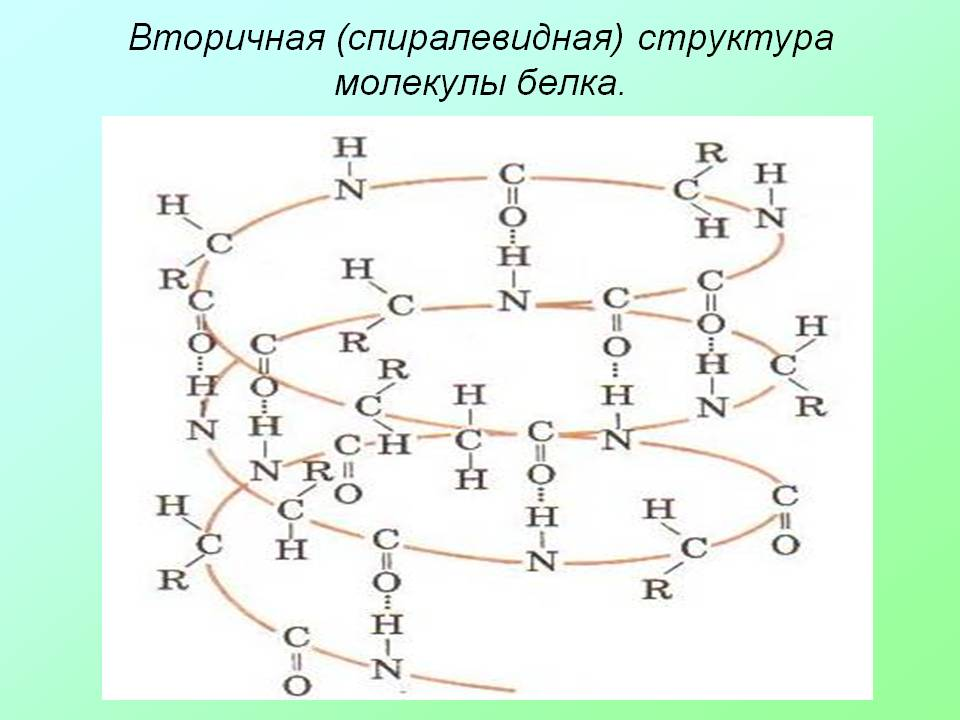 Вторичная (спиралевидная) структура
молекулы белка.
H R
C H
N C
H O H N
C H
R H C
C C N C
O H
O C R O
R H C
H O H H
C N R
N H C H C C N
N R O H
H C O H C
H
C H C N C O
R O R
C H
O N